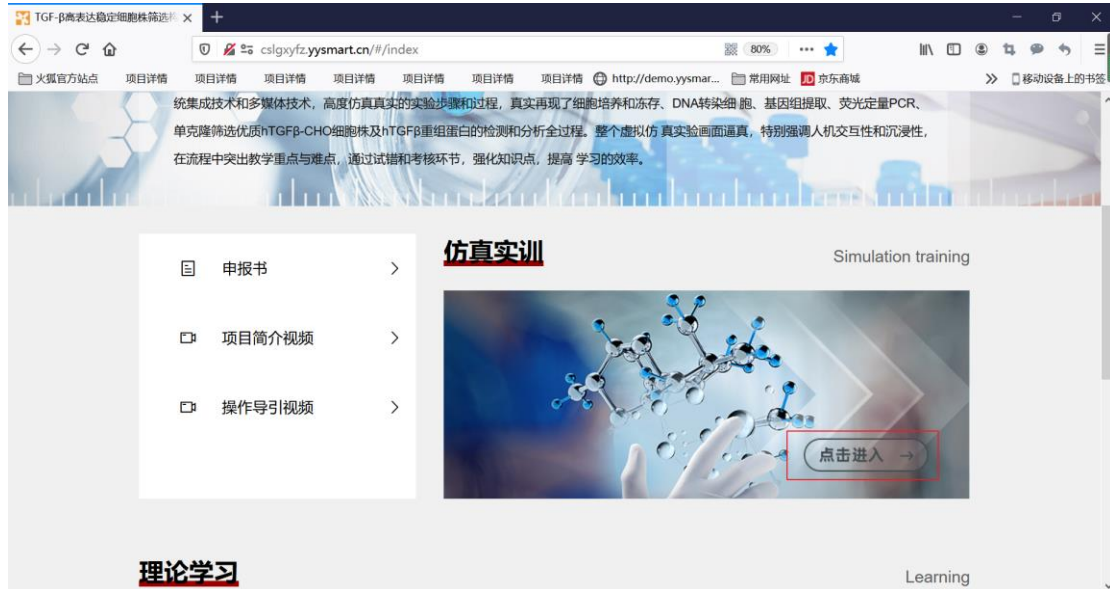 TGF-β高表达稳定细胞株筛选
cslgxyfz.yysmart.cn/#/index
80%
火狐官方站点 项目详情 项目详情 项目详情 项目详情 项目详情 项目详情 项目详情 http://demo.yysmar... 常用网址 JD 京东商城 移动设备上的书签
统集成技术和多媒体技术，高度仿真真实的实验步骤和过程，真实再现了细胞培养和冻存、DNA转染细 胞、基因组提取、荧光定量PCR、
单克隆筛选优质hTGFβ-CHO细胞株及hTGFβ重组蛋白的检测和分析全过程。整个虚拟仿 真实验画面逼真，特别强调人机交互性和沉浸性，
在流程中突出教学重点与难点，通过试错和考核环节，强化知识点，提高 学习的效率。
仿真实训
Simulation training
申报书
项目简介视频
操作导引视频
点击进入 →
理论学习
Learning